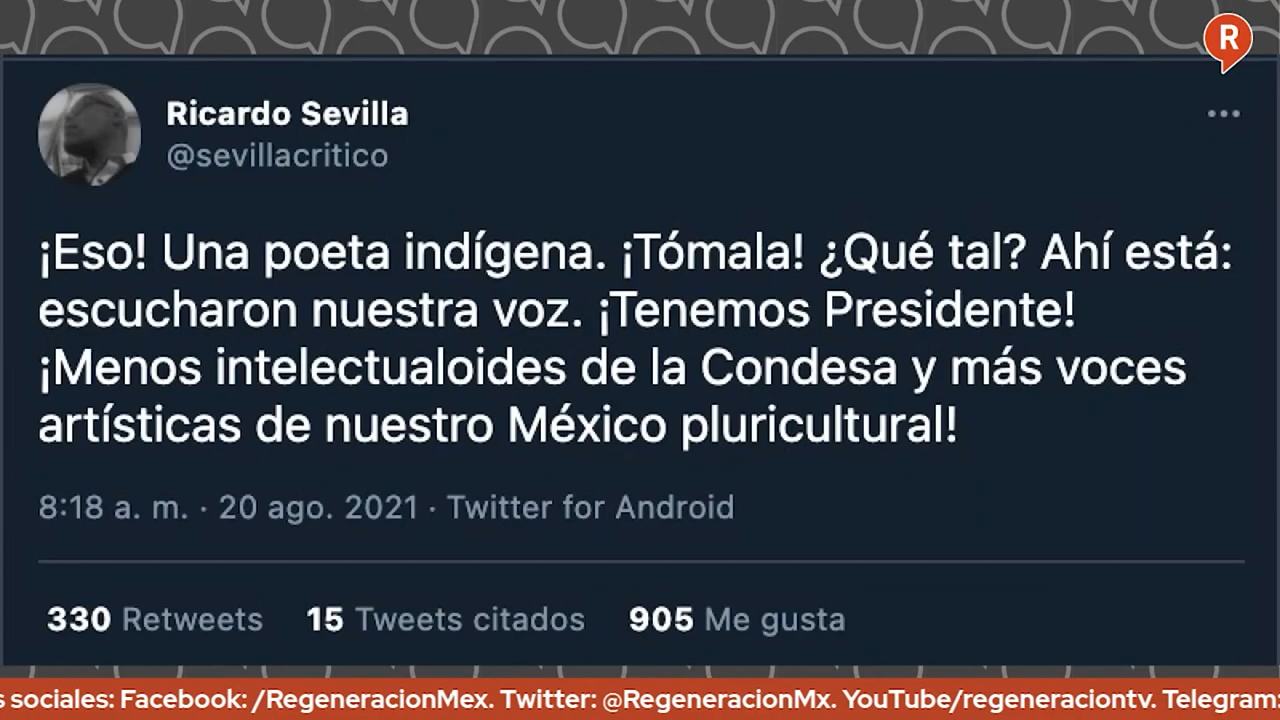 R
Ricardo Sevilla
@sevillacritico
¡Eso! Una poeta indígena. ¡Tómala! ¿Qué tal? Ahí está:
escucharon nuestra voz. ¡Tenemos Presidente!
¡Menos intelectualoides de la Condesa y más voces
artísticas de nuestro México pluricultural!
8:18 a. m. · 20 ago. 2021 · Twitter for Android
330 Retweets 15 Tweets citados 905 Me gusta
s sociales: Facebook: /RegeneracionMex. Twitter: @RegeneracionMx. YouTube/regeneraciontv. Telegram: